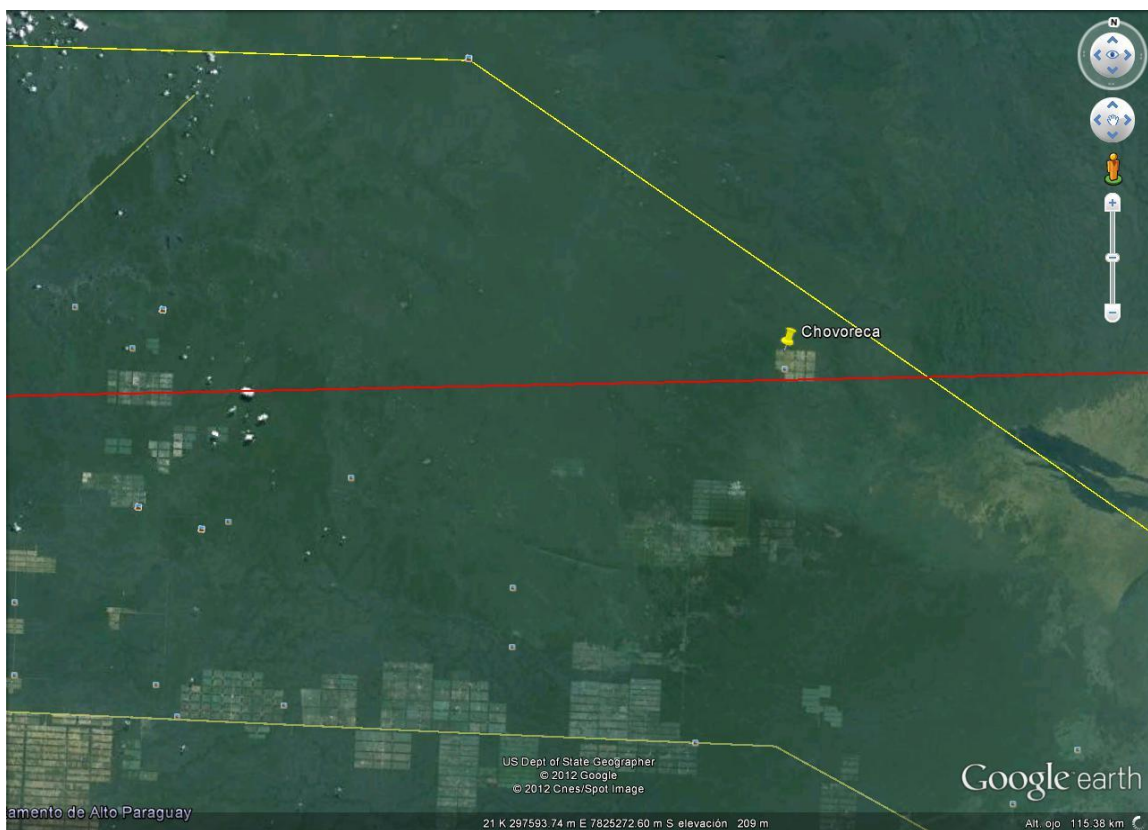 N
Chovoreca
US Dept of State Geographer
© 2012 Google
© 2012 Cnes/Spot Image
Google earth
amento de Alto Paraguay
21 K 297593.74 m E 7825272.60 m S elevación 209 m
Alt. ojo 115.38 km